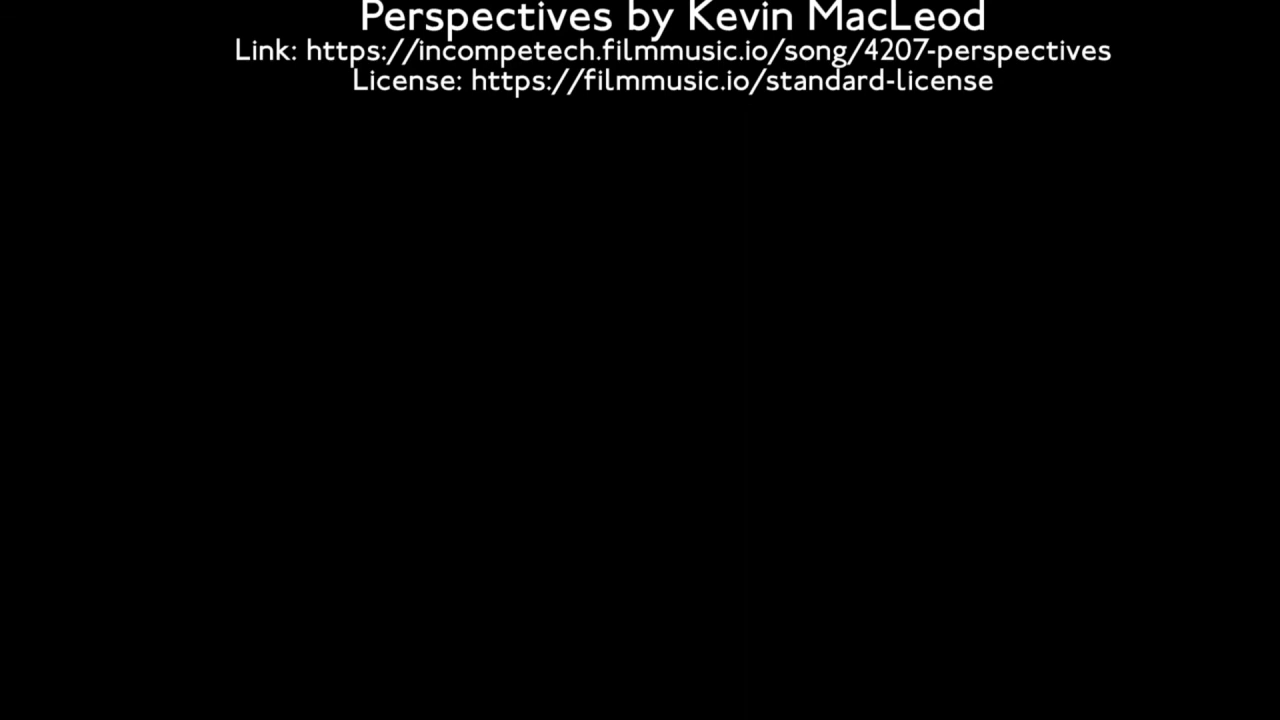 Perspectives by Kevin MacLeod
Link: https://incompetech.filmmusic.io/song/4207-perspectives
License: https://filmmusic.io/standard-license